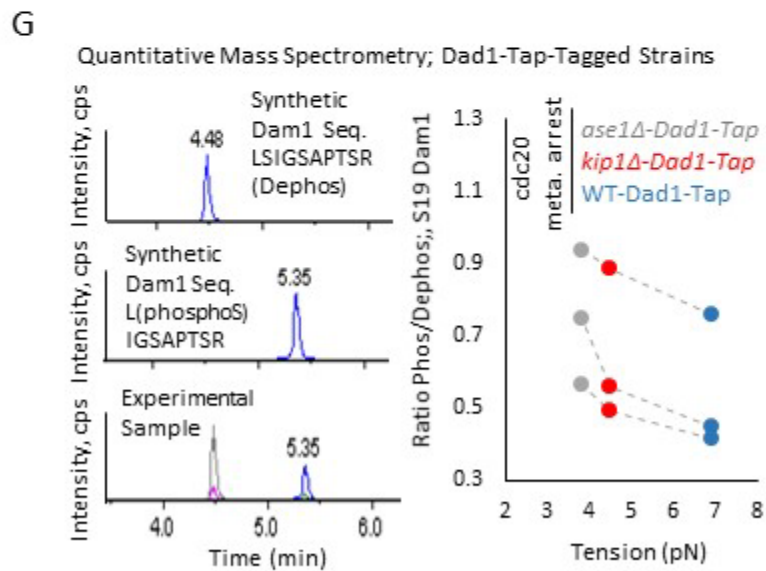 G
Quantitative Mass Spectrometry; Dad1-Tap-Tagged Strains
Intensity, cps
4.48
Synthetic
Dam1 Seq.
LSIGSAPTSR
(Dephos)
Intensity, cps
Synthetic
Dam1 Seq.
L(phosphoS)
IGSAPTSR
5.35
Intensity, cps
Experimental
Sample
5.35
4.0 5.0 6.0
Time (min)
Ratio Phos/Dephos;, S19 Dam1
1.3
1.1
0.9
0.7
0.5
0.3
cdc20
meta. arrest
ase1Δ-Dad1-Tap
kip1Δ-Dad1-Tap
WT-Dad1-Tap
2 3 4 5 6 7 8
Tension (pN)